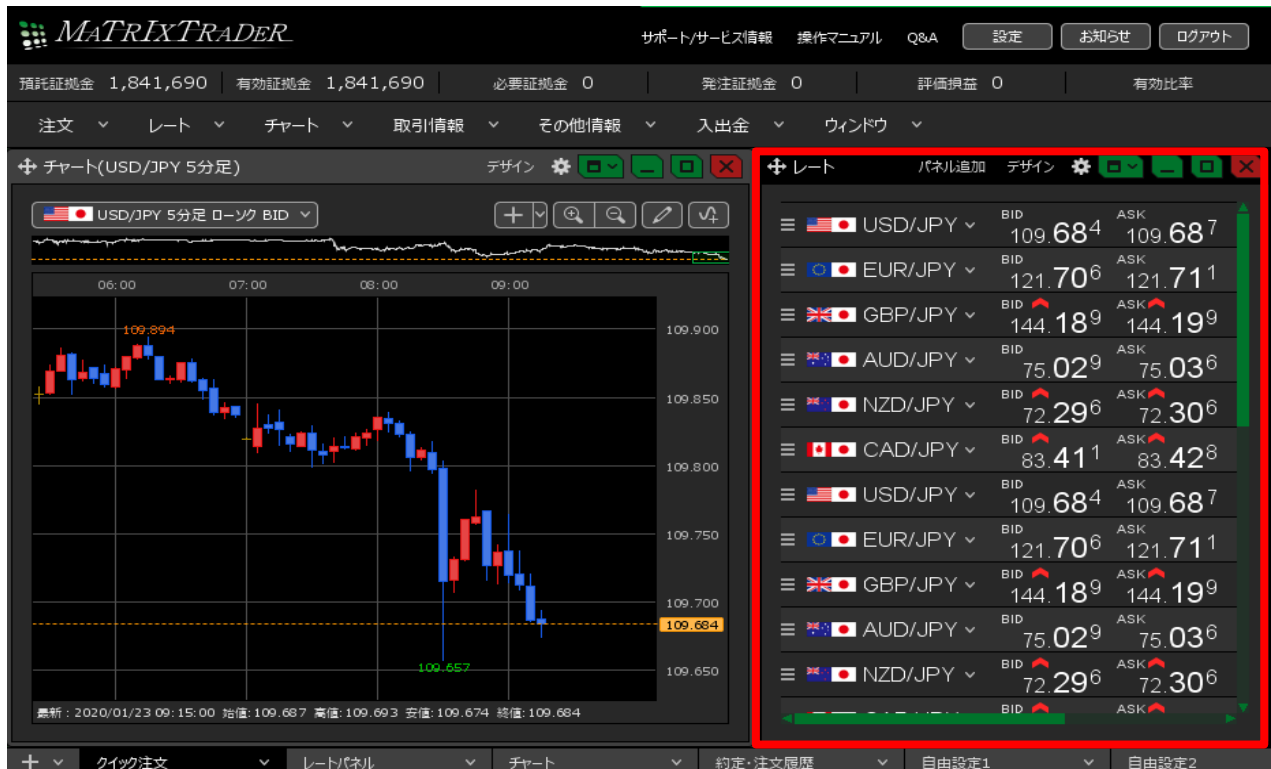 MATRIXTRADER
サポート/サービス情報 操作マニュアル Q&A 設定 お知らせ ログアウト
預託証拠金 1,841,690 有効証拠金 1,841,690 必要証拠金 0 発注証拠金 0 評価損益 0 有効比率
注文 レート チャート 取引情報 その他情報 入出金 ウィンドウ
チャート(USD/JPY 5分足) デザイン
USD/JPY 5分足 ローソク BID
06:00 07:00 08:00 09:00
109.894
109.900
109.850
109.800
109.750
109.700
109.684
109.657
109.650
最新:2020/01/23 09:15:00 始値:109.687 高値:109.693 安値:109.674 終値:109.684
レート パネル追加 デザイン
USD/JPY BID 109.684 ASK 109.687
EUR/JPY BID 121.706 ASK 121.711
GBP/JPY BID 144.189 ASK 144.199
AUD/JPY BID 75.029 ASK 75.036
NZD/JPY BID 72.296 ASK 72.306
CAD/JPY BID 83.411 ASK 83.428
USD/JPY BID 109.684 ASK 109.687
EUR/JPY BID 121.706 ASK 121.711
GBP/JPY BID 144.189 ASK 144.199
AUD/JPY BID 75.029 ASK 75.036
NZD/JPY BID 72.296 ASK 72.306
BID ASK
クイック注文 レートパネル チャート 約定・注文履歴 自由設定1 自由設定2